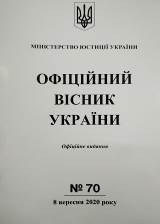 МІНІСТЕРСТВО ЮСТИЦІЇ УКРАЇНИ
ОФІЦІЙНИЙ
ВІСНИК
УКРАЇНИ
Офіційне видання
№ 70
8 вересня 2020 року